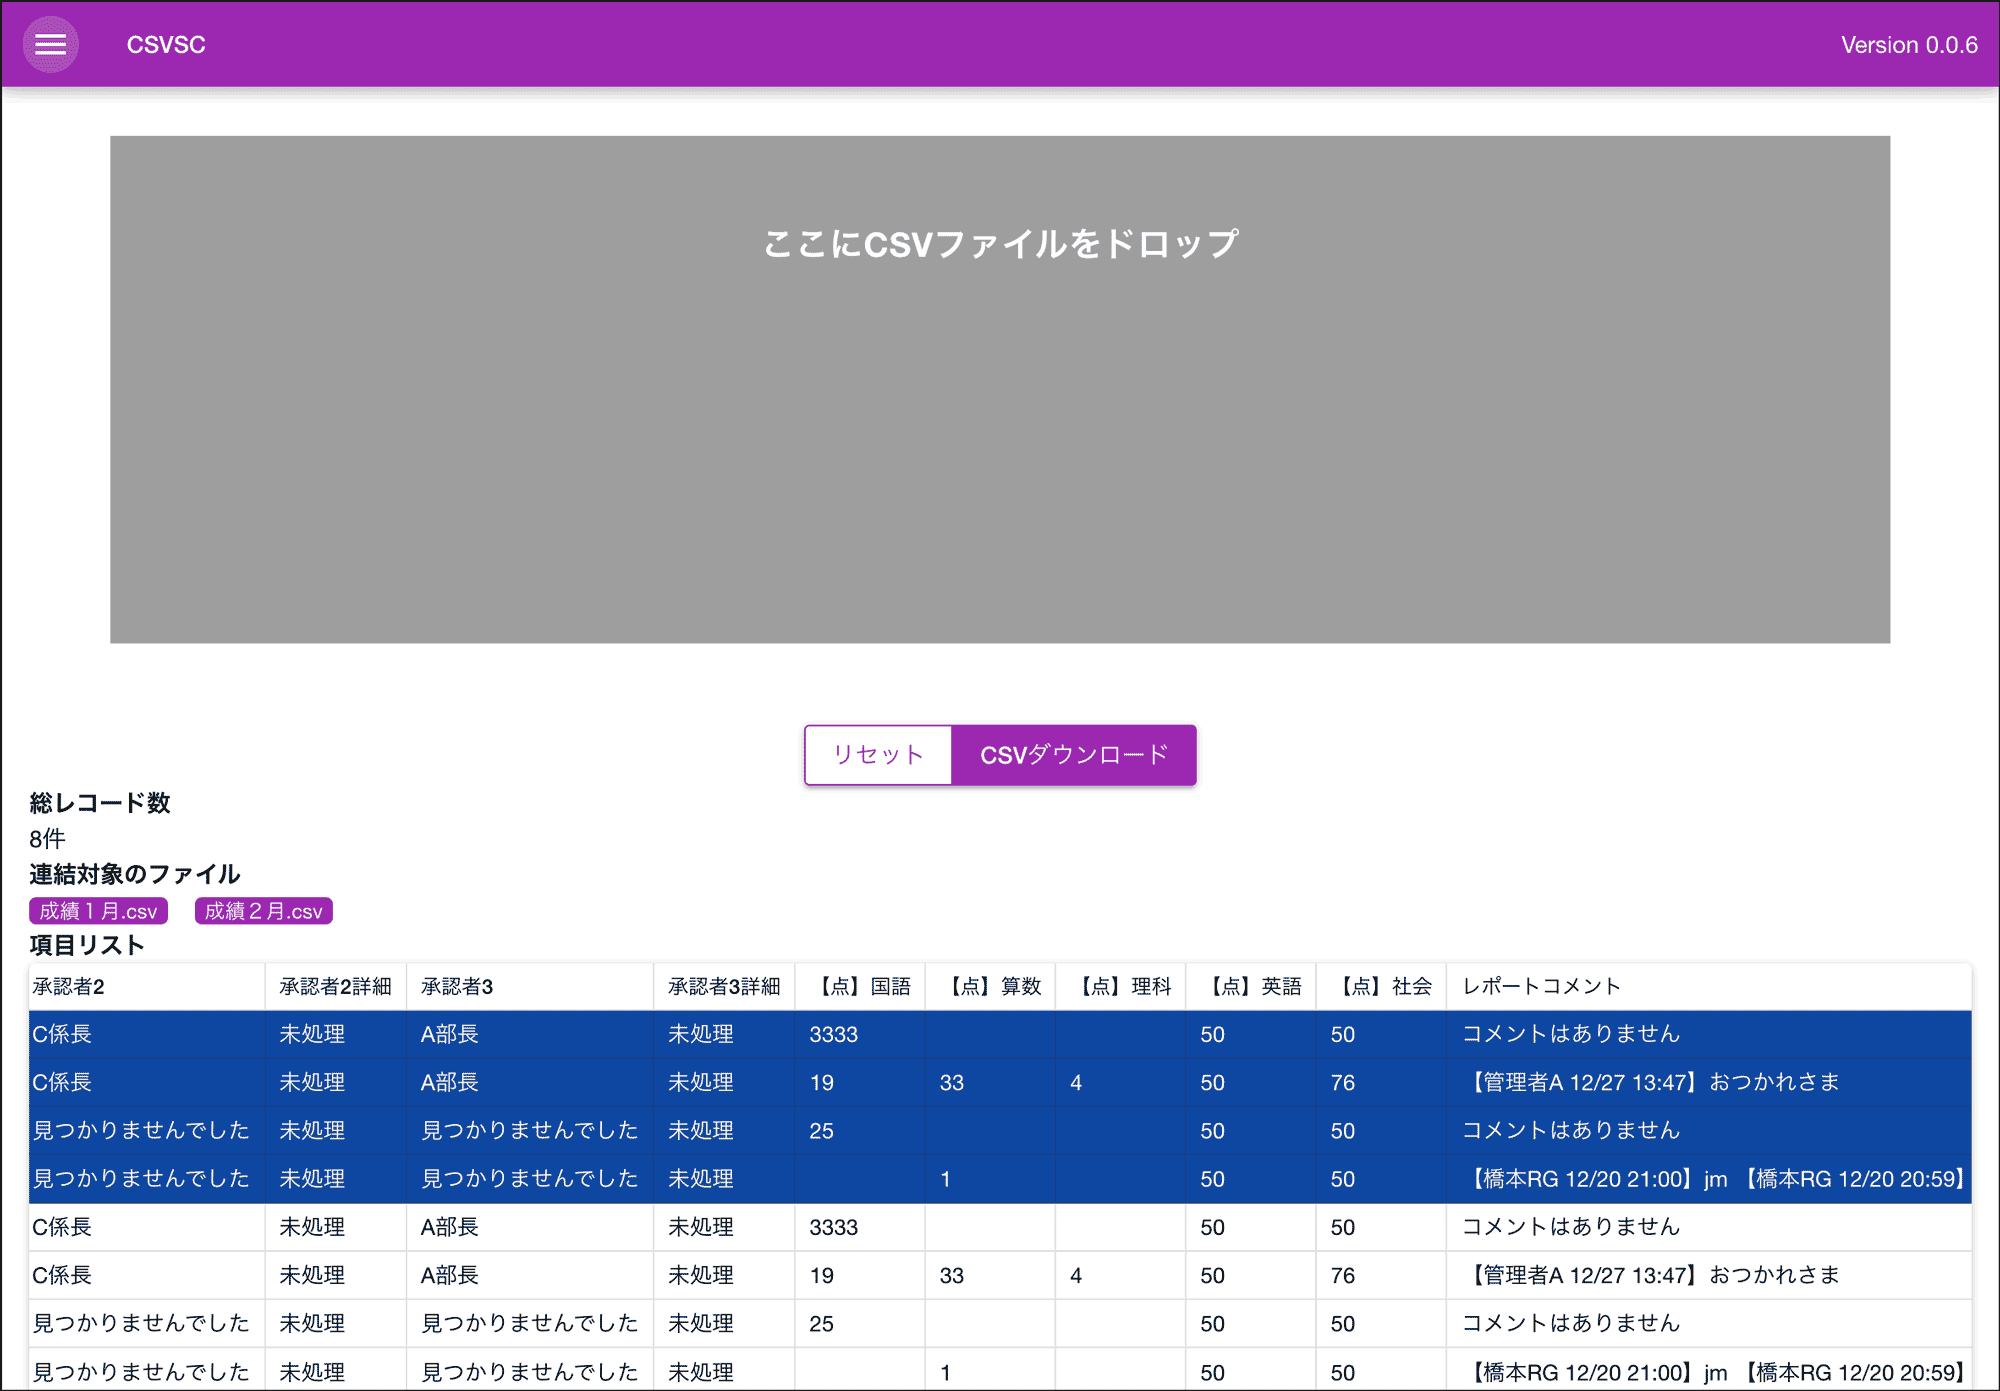 CSVSC Version 0.0.6
ここにCSVファイルをドロップ
リセット CSVダウンロード
総レコード数
8件
連結対象のファイル
成績１月.csv 成績２月.csv
項目リスト
承認者2 承認者2詳細 承認者3 承認者3詳細 【点】国語 【点】算数 【点】理科 【点】英語 【点】社会 レポートコメント
C係長 未処理 A部長 未処理 3333 50 50 コメントはありません
C係長 未処理 A部長 未処理 19 33 4 50 76 【管理者A 12/27 13:47】おつかれさま
見つかりませんでした 未処理 見つかりませんでした 未処理 25 50 50 コメントはありません
見つかりませんでした 未処理 見つかりませんでした 未処理 1 50 50 【橋本RG 12/20 21:00】jm 【橋本RG 12/20 20:59】
C係長 未処理 A部長 未処理 3333 50 50 コメントはありません
C係長 未処理 A部長 未処理 19 33 4 50 76 【管理者A 12/27 13:47】おつかれさま
見つかりませんでした 未処理 見つかりませんでした 未処理 25 50 50 コメントはありません
見つかりませんでした 未処理 見つかりませんでした 未処理 1 50 50 【橋本RG 12/20 21:00】jm 【橋本RG 12/20 20:59】